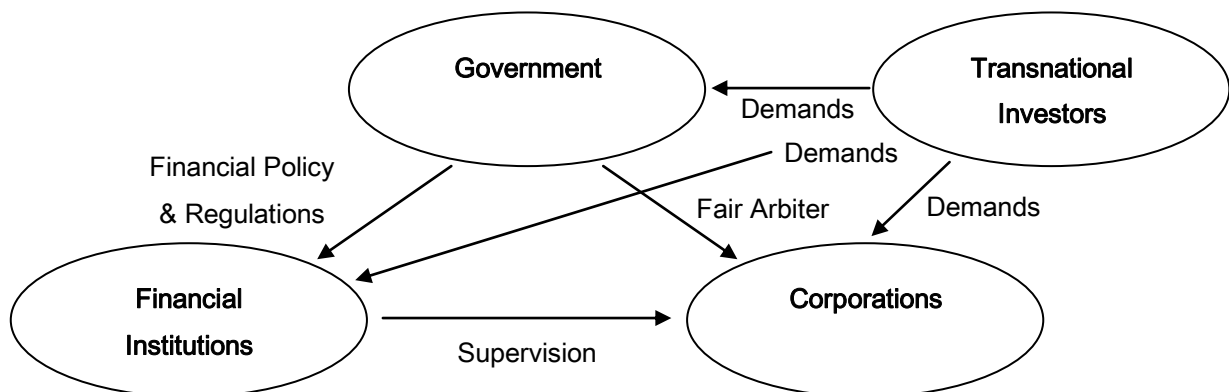 Government
Transnational
Investors
Demands
Demands
Financial Policy
& Regulations
Fair Arbiter
Demands
Financial
Institutions
Corporations
Supervision